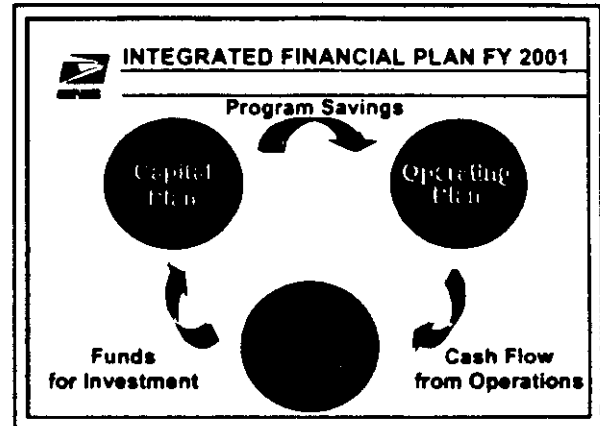 INTEGRATED FINANCIAL PLAN FY 2001
Program Savings
Capital
Plan
Operating
Plan
Funds
for Investment
Cash Flow
from Operations